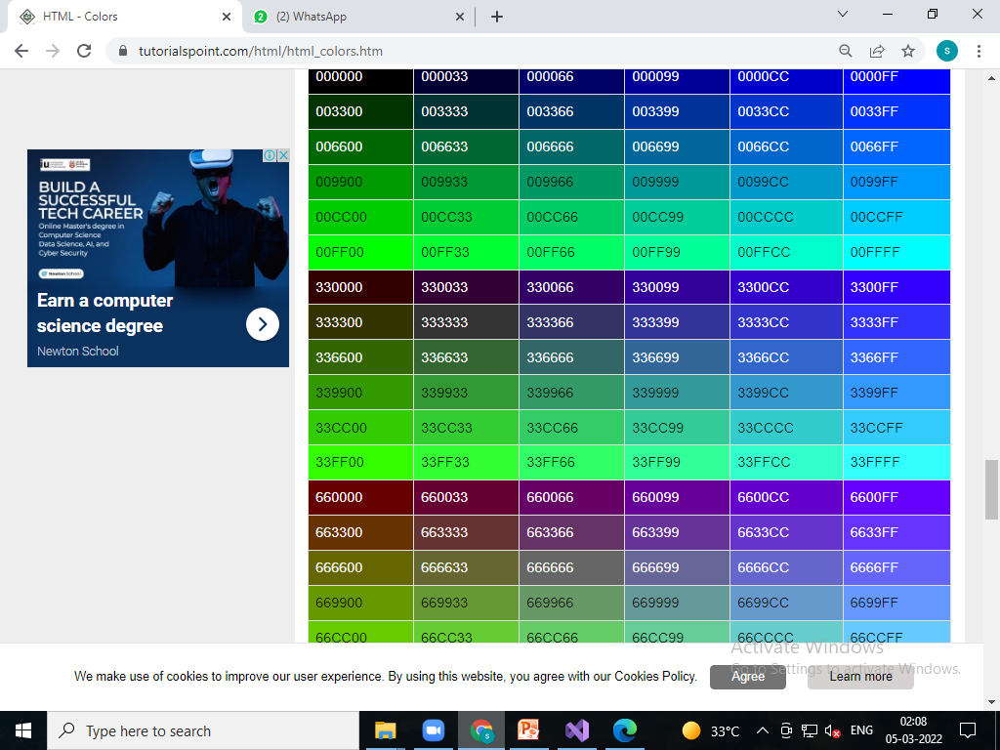 HTML - Colors
2 (2) WhatsApp
tutorialspoint.com/html/html_colors.htm
S
000000 000033 000066 000099 0000CC 0000FF
003300 003333 003366 003399 0033CC 0033FF
006600 006633 006666 006699 0066CC 0066FF
009900 009933 009966 009999 0099CC 0099FF
00CC00 00CC33 00CC66 00CC99 00CCCC 00CCFF
00FF00 00FF33 00FF66 00FF99 00FFCC 00FFFF
330000 330033 330066 330099 3300CC 3300FF
333300 333333 333366 333399 3333CC 3333FF
336600 336633 336666 336699 3366CC 3366FF
339900 339933 339966 339999 3399CC 3399FF
33CC00 33CC33 33CC66 33CC99 33CCCC 33CCFF
33FF00 33FF33 33FF66 33FF99 33FFCC 33FFFF
660000 660033 660066 660099 6600CC 6600FF
663300 663333 663366 663399 6633CC 6633FF
666600 666633 666666 666699 6666CC 6666FF
669900 669933 669966 669999 6699CC 6699FF
66CC00 66CC33 66CC66 66CC99 66CCCC 66CCFF
iu
BUILD A
SUCCESSFUL
TECH CAREER
Online Master's degree in
Computer Science
Data Science, AI, and
Cyber Security
Newton School
Earn a computer
science degree
Newton School
We make use of cookies to improve our user experience. By using this website, you agree with our Cookies Policy. Agree Learn more
Activate Windows
Go to Settings to activate Windows.
Type here to search
33°C ENG
02:08
05-03-2022